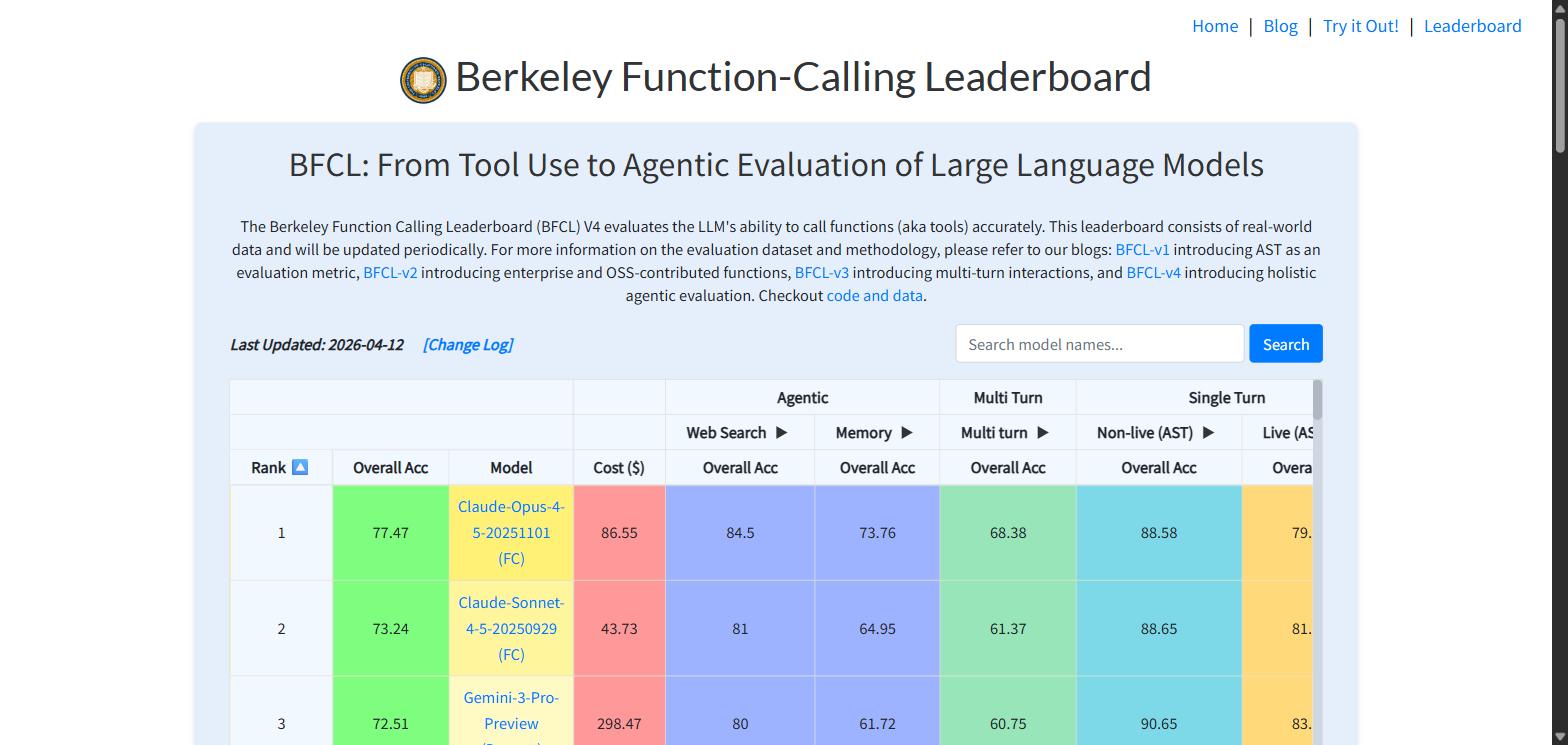 Home | Blog | Try it Out! | Leaderboard
Berkeley Function-Calling Leaderboard
BFCL: From Tool Use to Agentic Evaluation of Large Language Models
The Berkeley Function Calling Leaderboard (BFCL) V4 evaluates the LLM's ability to call functions (aka tools) accurately. This leaderboard consists of real-world
data and will be updated periodically. For more information on the evaluation dataset and methodology, please refer to our blogs: BFCL-v1 introducing AST as an
evaluation metric, BFCL-v2 introducing enterprise and OSS-contributed functions, BFCL-v3 introducing multi-turn interactions, and BFCL-v4 introducing holistic
agentic evaluation. Checkout code and data.
Last Updated: 2026-04-12 [Change Log] Search model names... Search
Agentic Multi Turn Single Turn
Web Search ▶ Memory ▶ Multi turn ▶ Non-live (AST) ▶ Live
Rank Overall Acc Model Cost ($) Overall Acc Overall Acc Overall Acc Overall Acc
Claude-Opus-4-
1 77.47 5-20251101 86.55 84.5 73.76 68.38 88.58 79.
(FC)
Claude-Sonnet-
2 73.24 4-5-20250929 43.73 81 64.95 61.37 88.65 81.
(FC)
Gemini-3-Pro-
3 72.51 Preview 298.47 80 61.72 60.75 90.65 83.